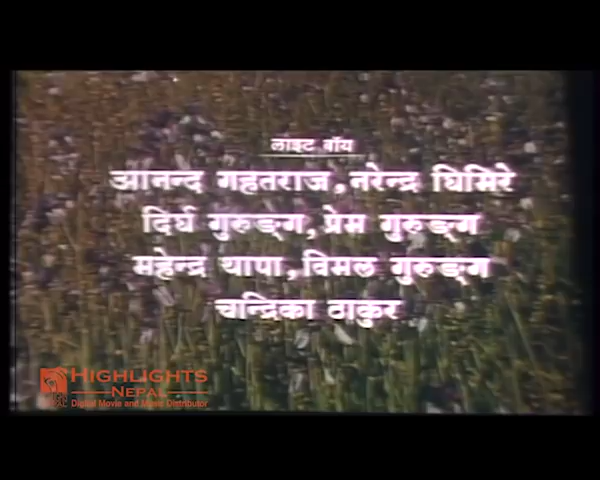 लाइट बॉय
आनन्द गहतराज, नरेन्द्र घिमिरे
दिर्घ गुरुङ्ग, प्रेम गुरुङ्ग
महेन्द्र थापा, विमल गुरुङ्ग
चन्द्रिका ठाकुर
HIGHLIGHTS
NEPAL
Digital Movie and Music Distributor